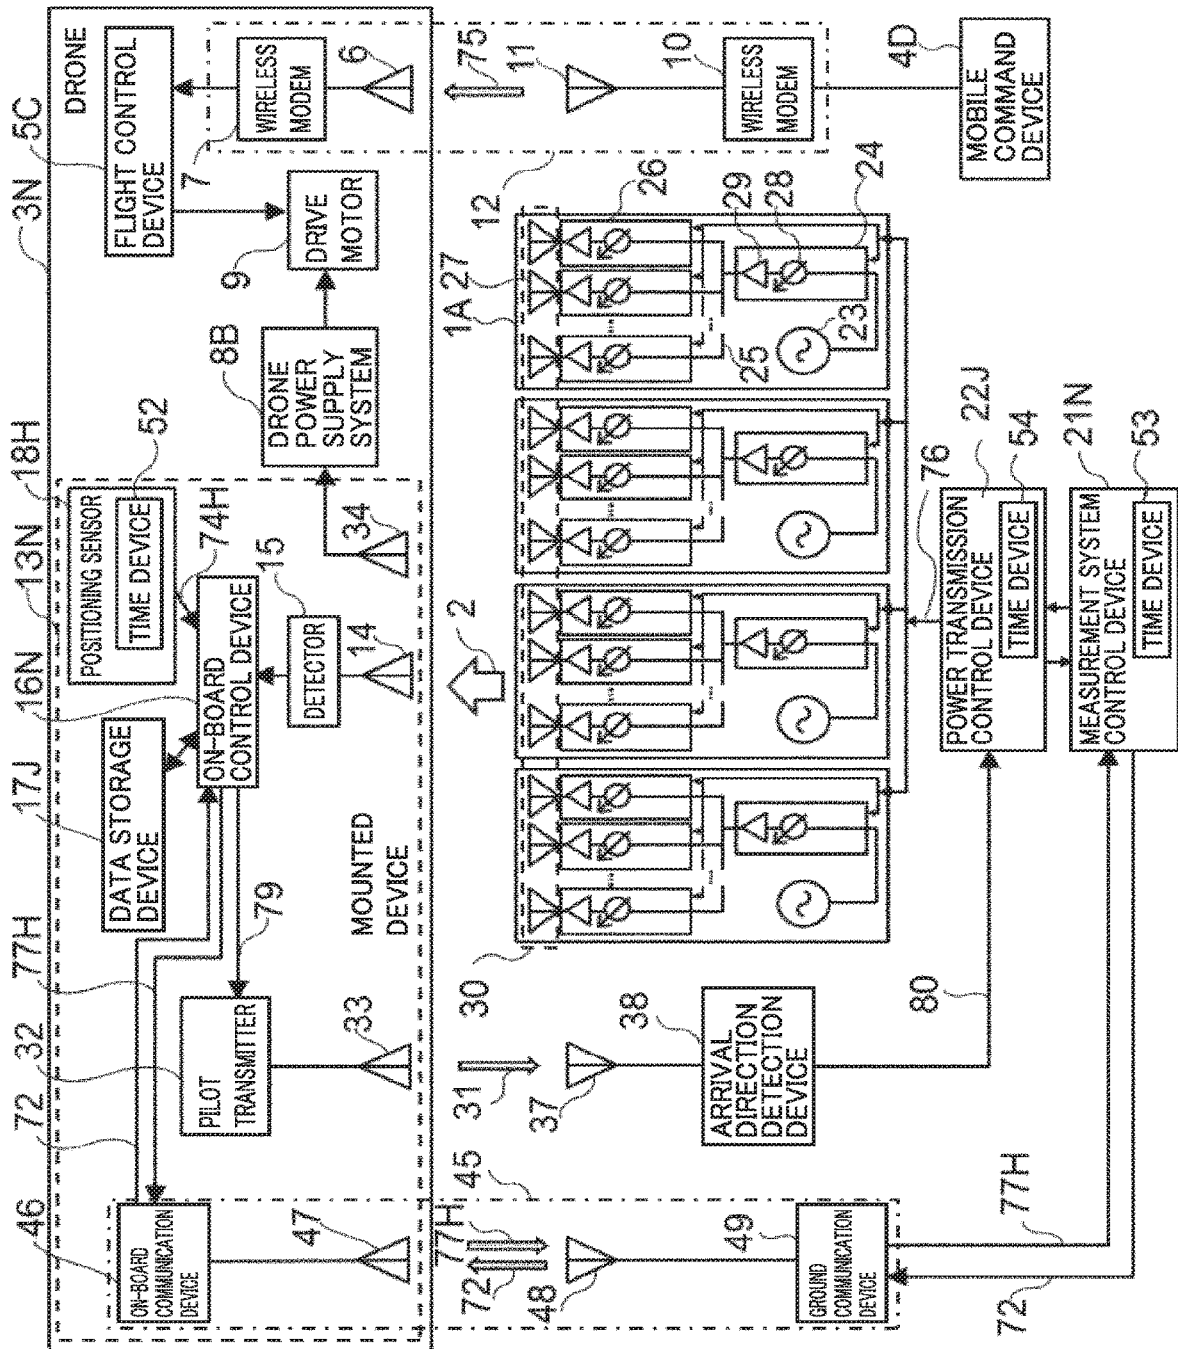 46
72
32
77H
17J
16N
13N
18H
3N
5C
DRONE
FLIGHT CONTROL
DEVICE
WIRELESS
MODEM
7
6
9
DRIVE
MOTOR
8B
DRONE
POWER
SUPPLY
SYSTEM
POSITIONING SENSOR
TIME DEVICE
52
74H
34
ON-BOARD
CONTROL DEVICE
15
DETECTOR
14
DATA STORAGE
DEVICE
79
MOUNTED
DEVICE
PILOT
TRANSMITTER
33
ON-BOARD
COMMUNICATION
DEVICE
47
75
11
10
WIRELESS
MODEM
4D
MOBILE
COMMAND
DEVICE
12
27
1A
26
29
28
24
25
23
2
30
31
37
38
ARRIVAL
DIRECTION
DETECTION
DEVICE
80
45
77H
72
48
49
GROUND
COMMUNICATION
DEVICE
77H
72
76
22J
POWER TRANSMISSION
CONTROL DEVICE
TIME DEVICE
54
21N
MEASUREMENT SYSTEM
CONTROL DEVICE
TIME DEVICE
53